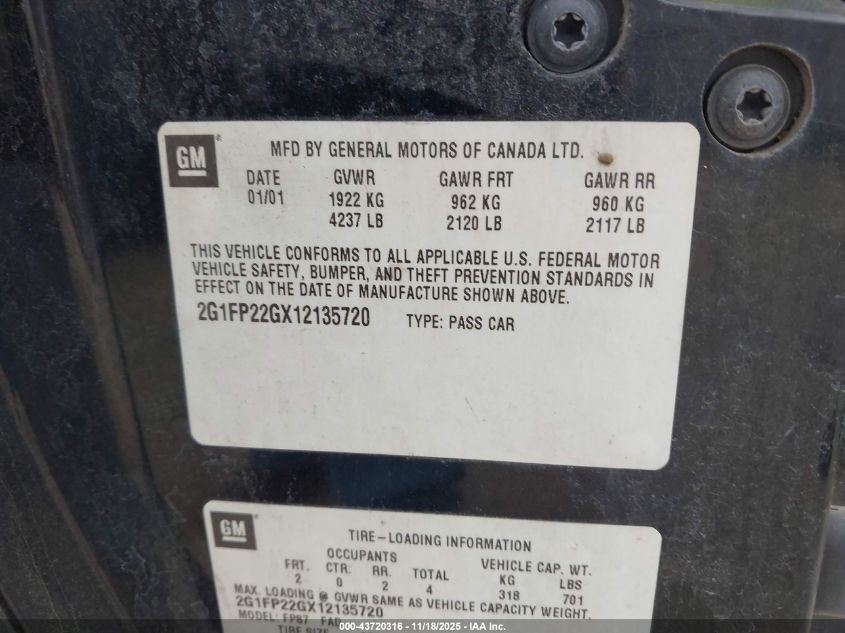 GM
MFD BY GENERAL MOTORS OF CANADA LTD.
DATE GVWR GAWR FRT GAWR RR
01/01 1922 KG 962 KG 960 KG
4237 LB 2120 LB 2117 LB
THIS VEHICLE CONFORMS TO ALL APPLICABLE U.S. FEDERAL MOTOR
VEHICLE SAFETY, BUMPER, AND THEFT PREVENTION STANDARDS IN
EFFECT ON THE DATE OF MANUFACTURE SHOWN ABOVE.
2G1FP22GX12135720 TYPE: PASS CAR
GM
TIRE-LOADING INFORMATION
OCCUPANTS VEHICLE CAP. WT.
FRT. CTR. RR. TOTAL KG LBS
2 0 2 4 318 701
MAX. LOADING @ GVWR SAME AS VEHICLE CAPACITY WEIGHT.
2G1FP22GX12135720
MODEL: FP87
TIRE SIZE
000-43720316 - 11/18/2025 - IAA Inc.